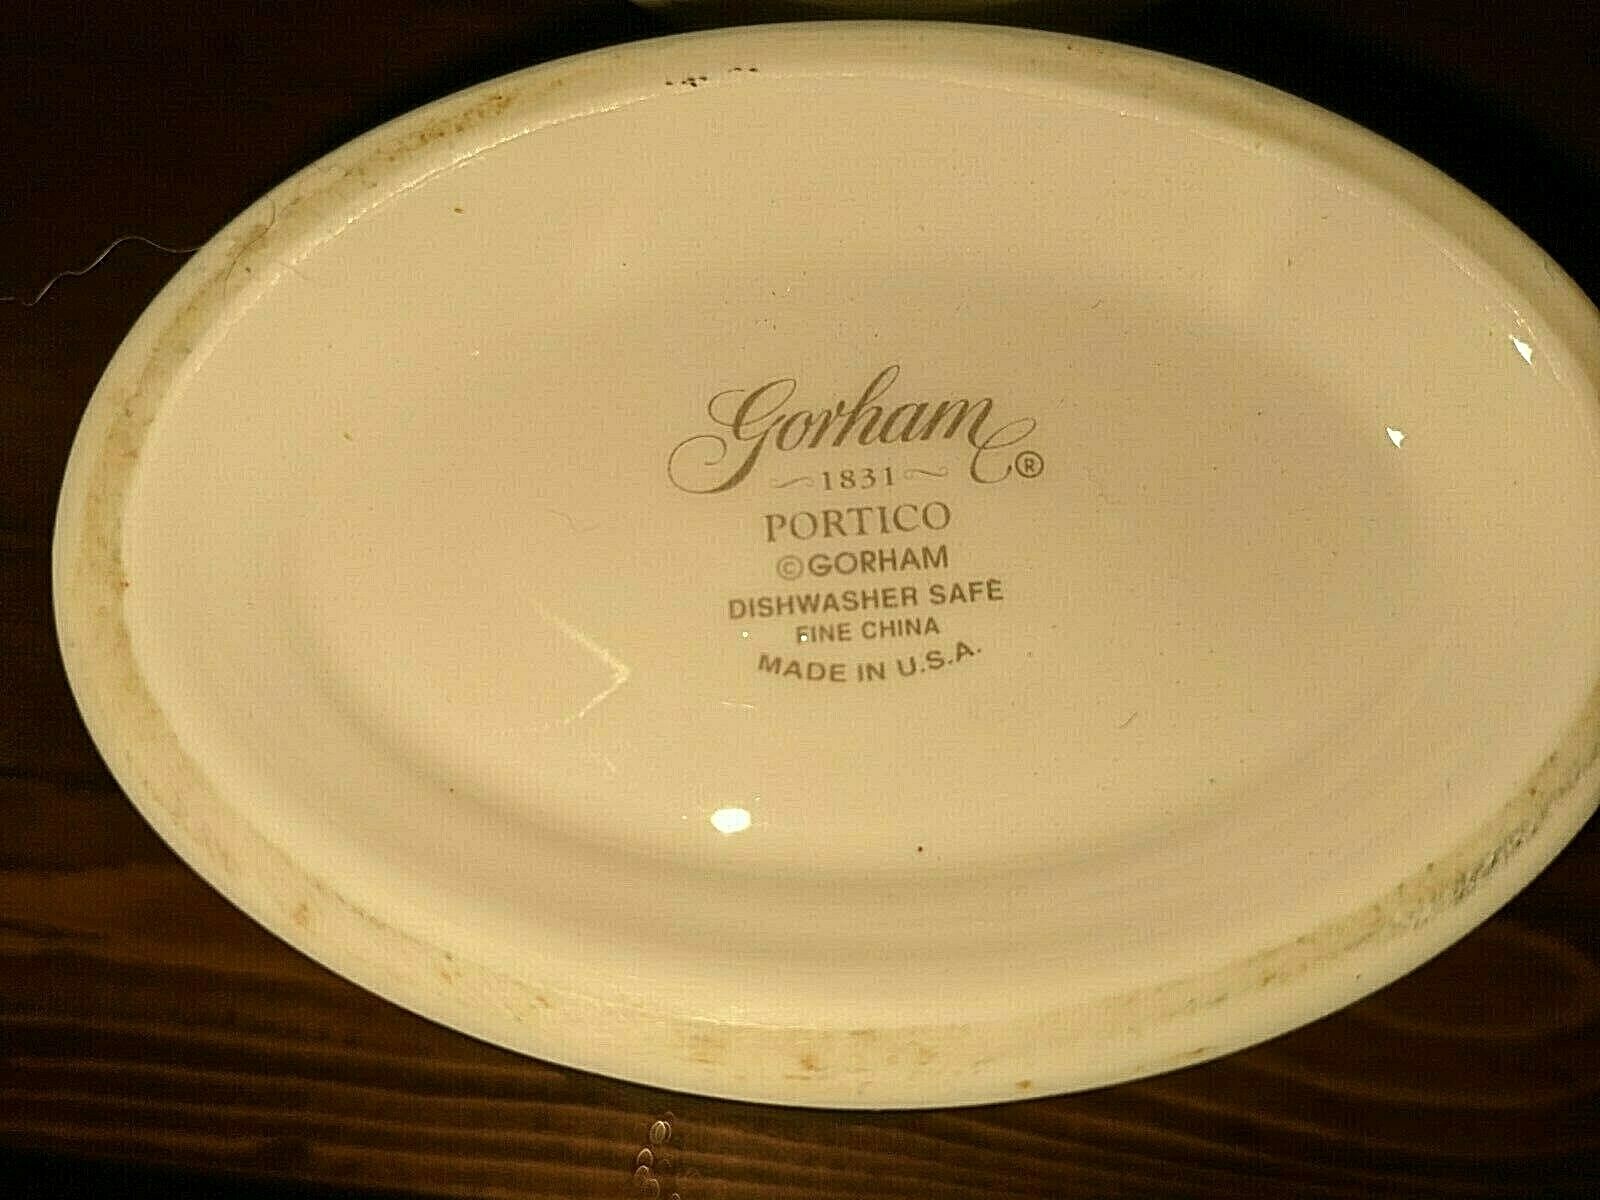 Gorham®
1831
PORTICO
©GORHAM
DISHWASHER SAFE
FINE CHINA
MADE IN U.S.A.